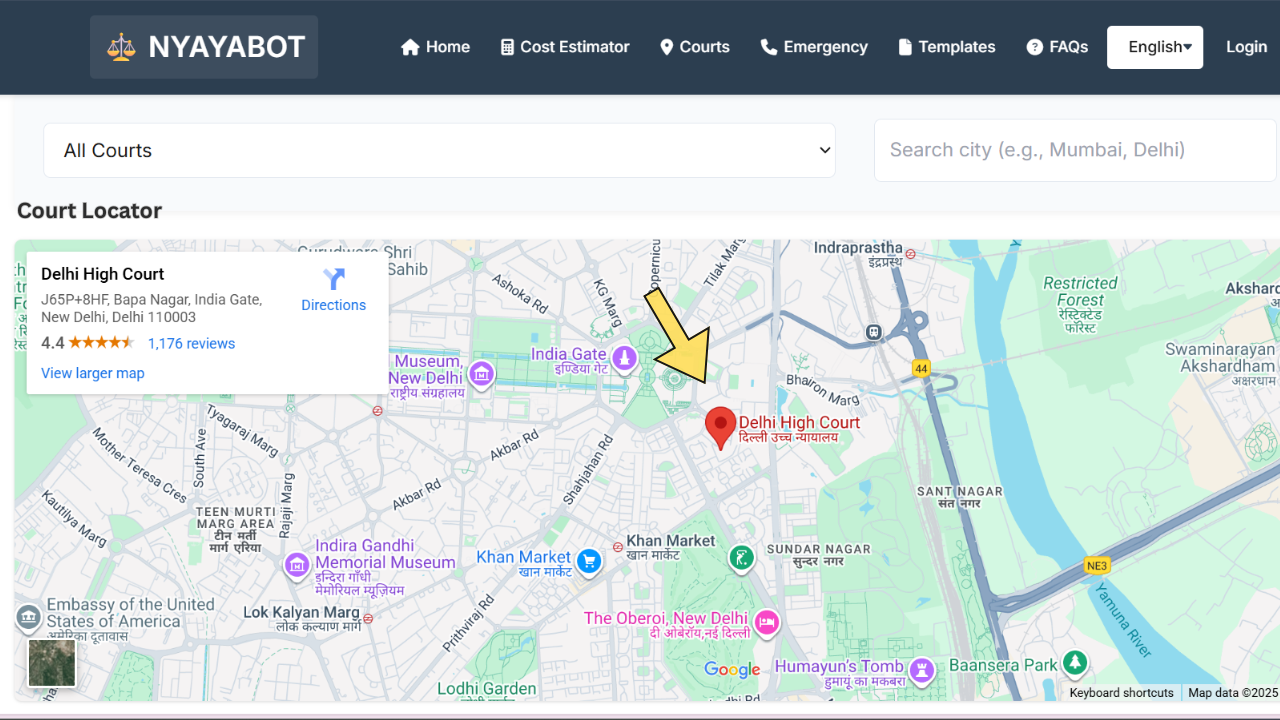 NYAYABOT
Home
Cost Estimator
Courts
Emergency
Templates
FAQs
English
Login
All Courts
Search city (e.g., Mumbai, Delhi)
Court Locator
Delhi High Court
J65P+8HF, Bapa Nagar, India Gate,
New Delhi, Delhi 110003
4.4
1,176 reviews
View larger map
Directions
Sahib
Ashoka Rd
KG Marg
Tilak Marg
Indraprastha
इंद्रप्रस्थ
Restricted
Forest
रेस्टिक्टेड
फॉरेस्ट
Swaminarayan
Akshardham
अक्षरधाम
44
India Gate
इण्डिया गेट
Museum,
New Delhi
राष्ट्रीय संग्रहालय
Bhairon Marg
Delhi High Court
दिल्ली उच्च न्यायालय
Tyagaraj Marg
Mother Teresa Cres
South Ave
Akbar Rd
Akbar Rd
Shahjahan Rd
Kautilya Marg
Rajaji Marg
TEEN MURTI
MARG AREA
टीन मूर्ती
मार्ग एरिया
SANT NAGAR
संत नगर
Indira Gandhi
Memorial Museum
इन्दिरा गाँधी
मेमोरियल म्यूज़ियम
Khan Market
खान मार्केट
Khan Market
खान मार्केट
SUNDAR NAGAR
सुन्दर नगर
NE3
Yamuna River
Embassy of the United
States of America
अमेरिका दूतावास
Lok Kalyan Marg
लोक कल्याण मार्ग
Prithviraj Rd
The Oberoi, New Delhi
दी ओबेरॉय,नई दिल्ली
Google
Humayun's Tomb
हुमायूं का मकबरा
Baansera Park
Lodhi Garden
Keyboard shortcuts
Map data ©2025